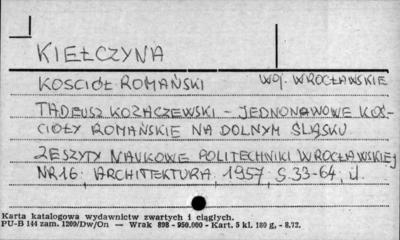 KIEŁCZYNA
KOSCIÓŁ ROMAŃSKI WOJ. WROCŁAWSKIE
TADEUSZ KOZACZEWSKI - JEDNONAWOWE KOŚ-
CIOŁY ROMAŃSKIE NA DOLNYM ŚLĄSKU
ZESZYTY NAUKOWE POLITECHNIKI WROCŁAWSKIEJ
NR.16. ARCHITEKTURA. 1957, S.33-64, il.
Karta katalogowa wydawnictw zwartych i ciągłych.
PU-B 144 zam. 1209/Dw/On — Wrak 898 - 950.000 - Kart. 5 kl. 180 g, - 8.72.